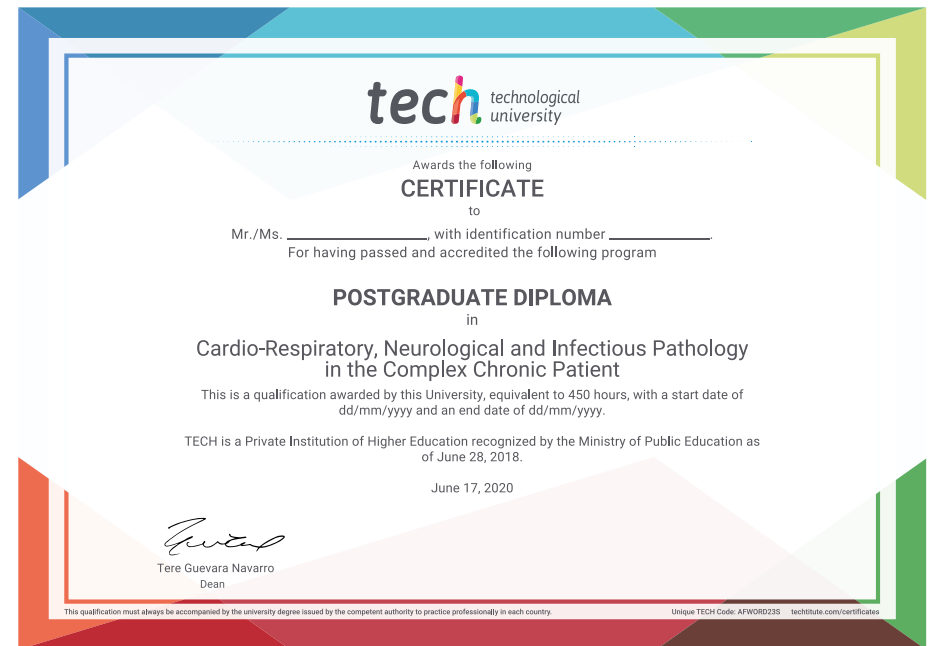 tech technological
university
Awards the following
CERTIFICATE
to
Mr./Ms. ____________________, with identification number ______________.
For having passed and accredited the following program
POSTGRADUATE DIPLOMA
in
Cardio-Respiratory, Neurological and Infectious Pathology
in the Complex Chronic Patient
This is a qualification awarded by this University, equivalent to 450 hours, with a start date of
dd/mm/yyyy and an end date of dd/mm/yyyy.
TECH is a Private Institution of Higher Education recognized by the Ministry of Public Education as
of June 28, 2018.
June 17, 2020
Tere Guevara Navarro
Dean
This qualification must always be accompanied by the university degree issued by the competent authority to practice professionally in each country.
Unique TECH Code: AFWORD23S techtitute.com/certificates